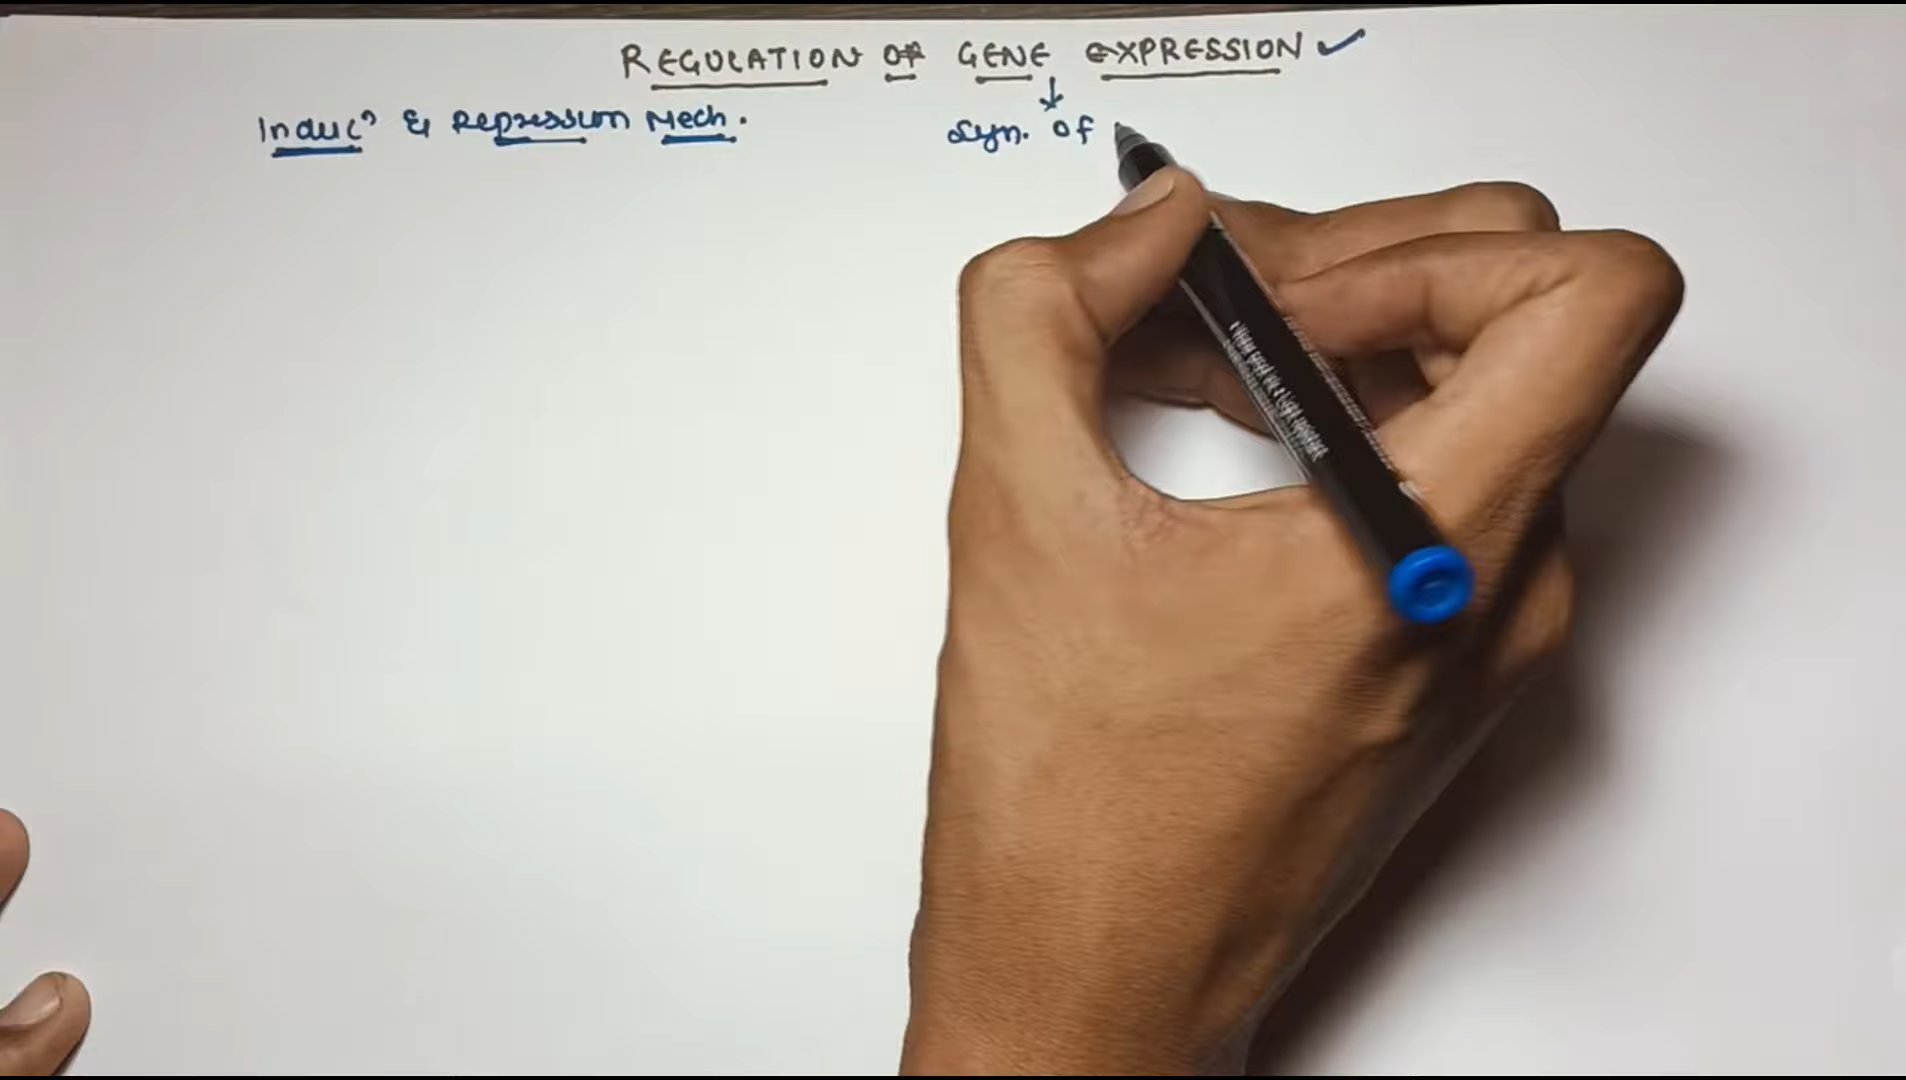 REGULATION OF GENE EXPRESSION ✓
Induc⁾ & Repression Mech.
↓
Syn. of